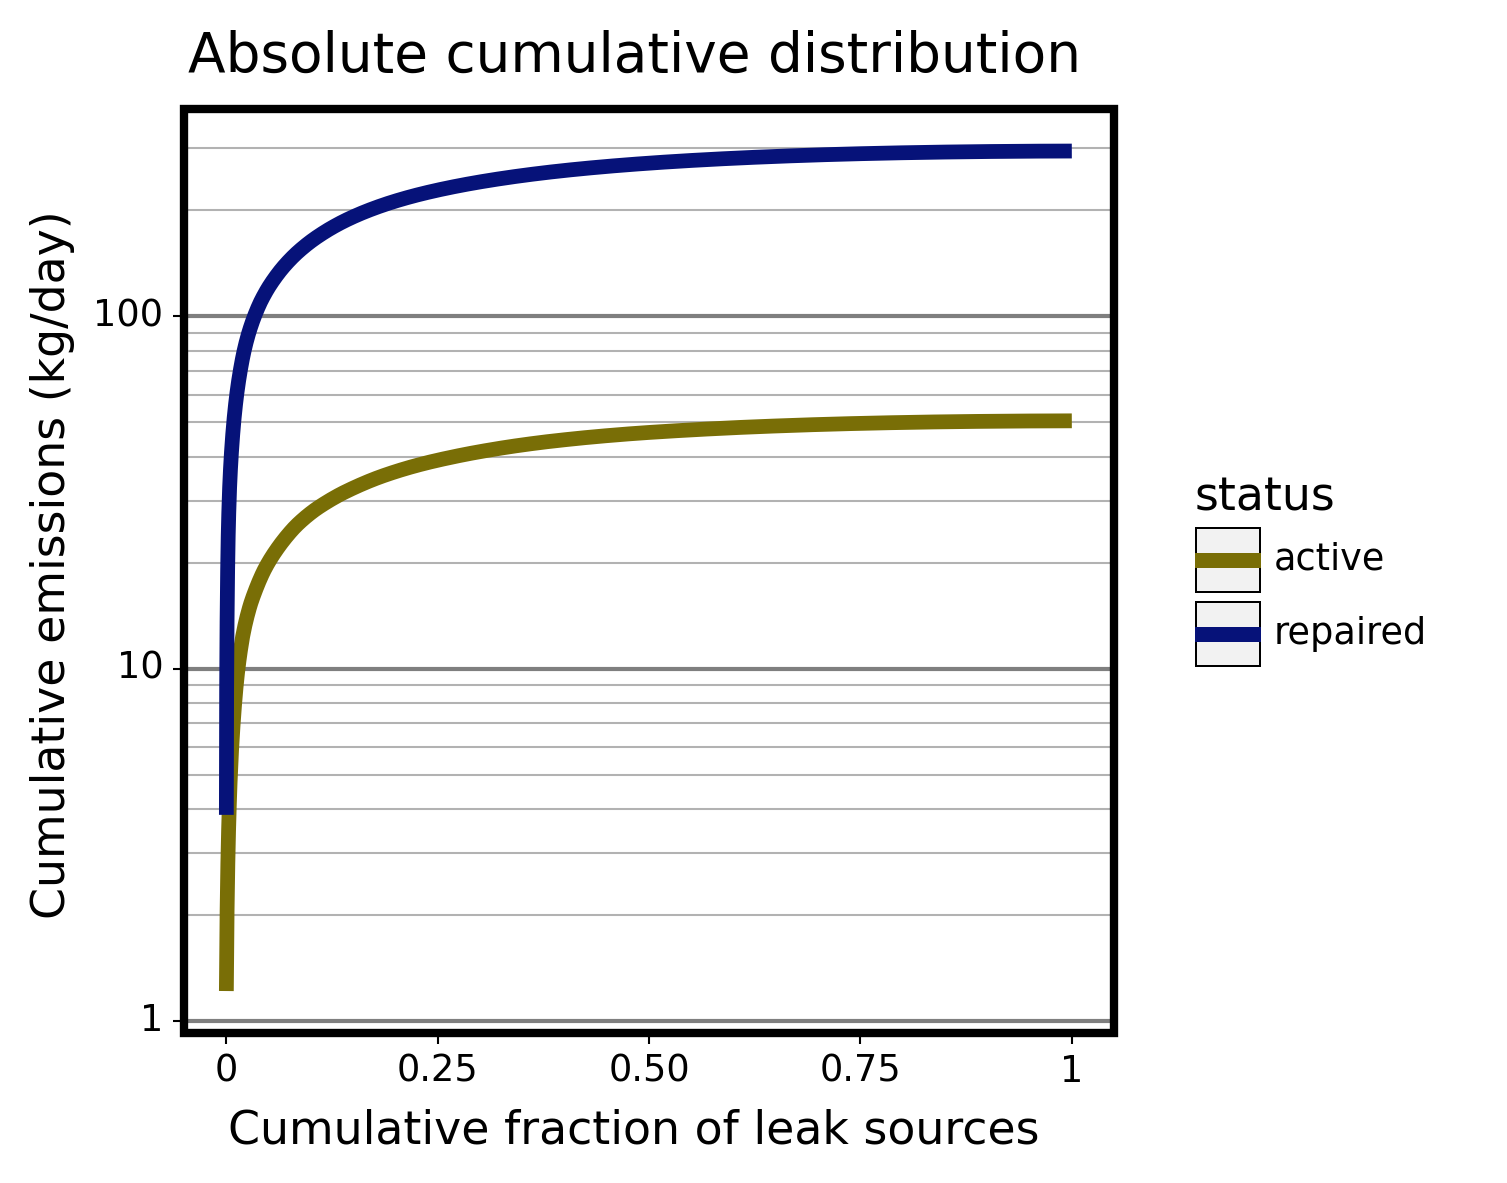 Absolute cumulative distribution
Cumulative emissions (kg/day)
100
10
1
0 0.25 0.50 0.75 1
Cumulative fraction of leak sources
status
active
repaired